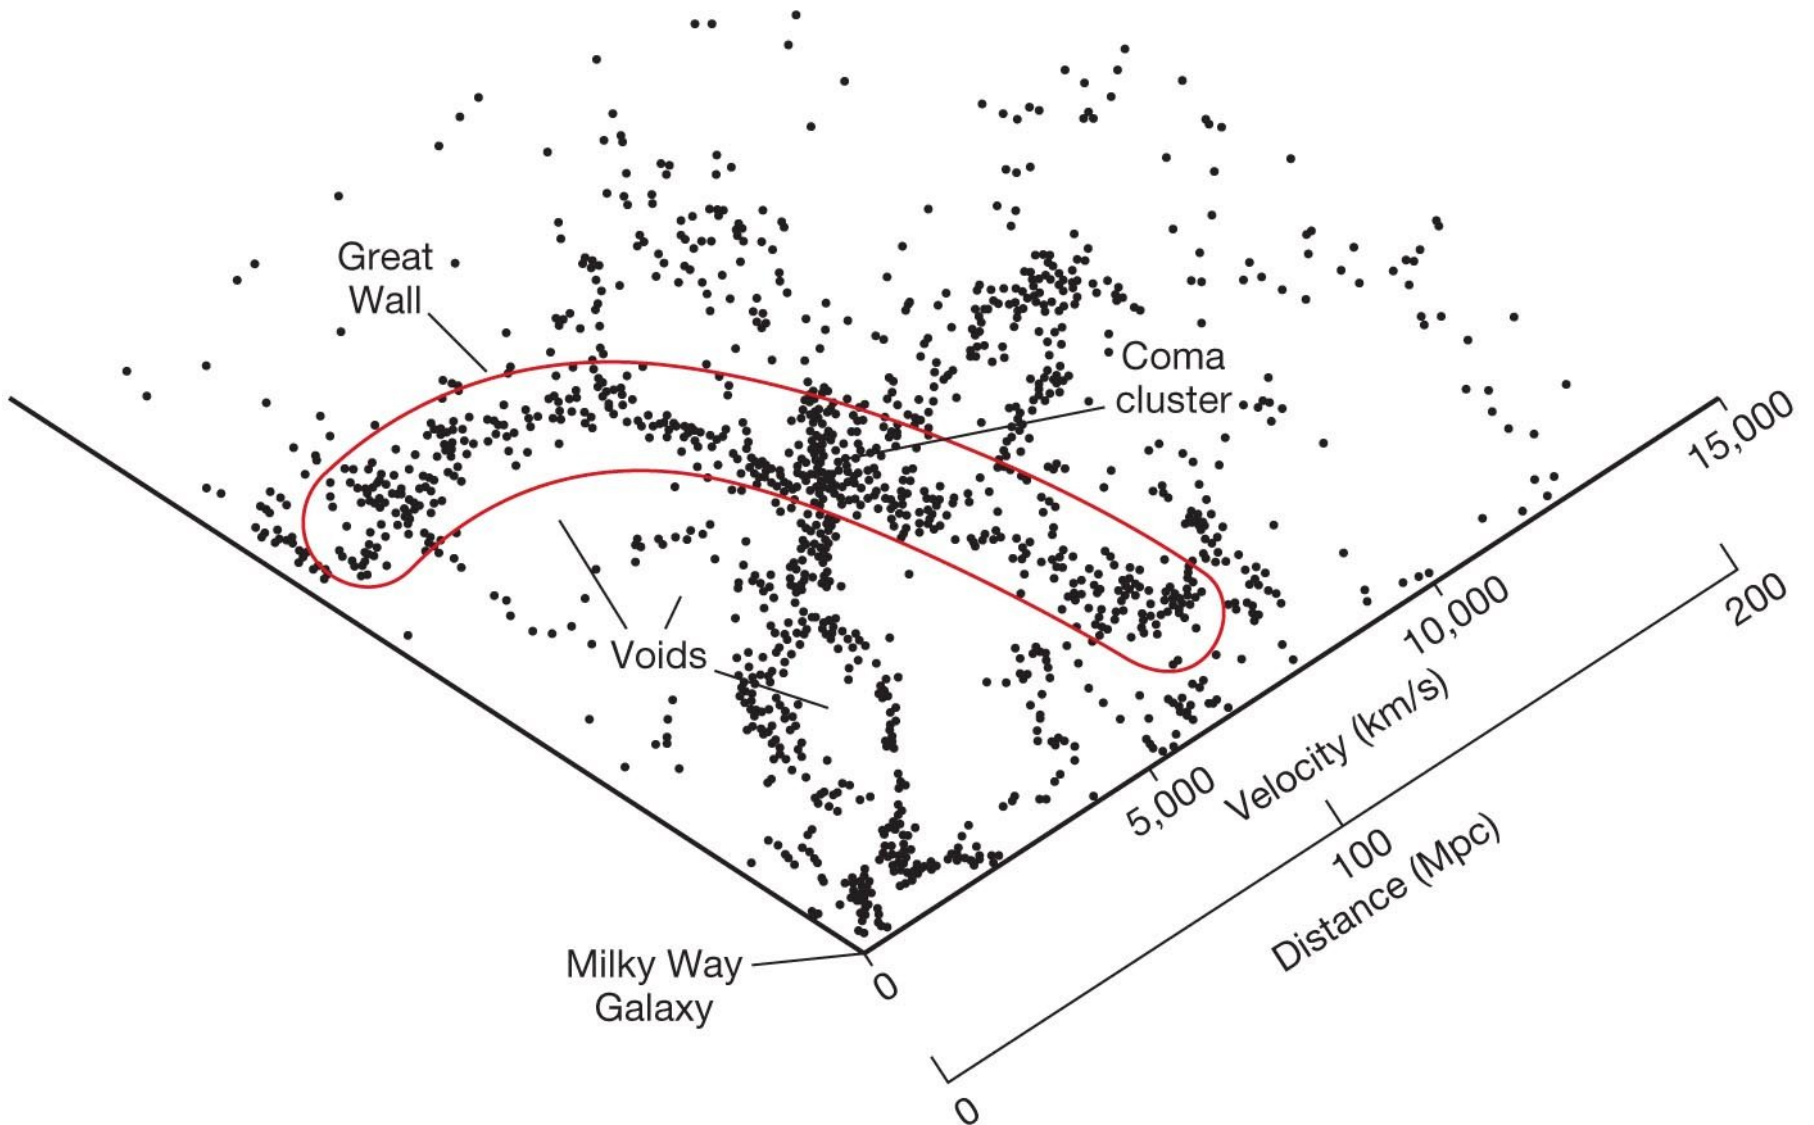 Great
Wall
Coma
cluster
15,000
10,000
200
Voids
Velocity (km/s)
5,000
100
Distance (Mpc)
Milky Way
Galaxy
0
0